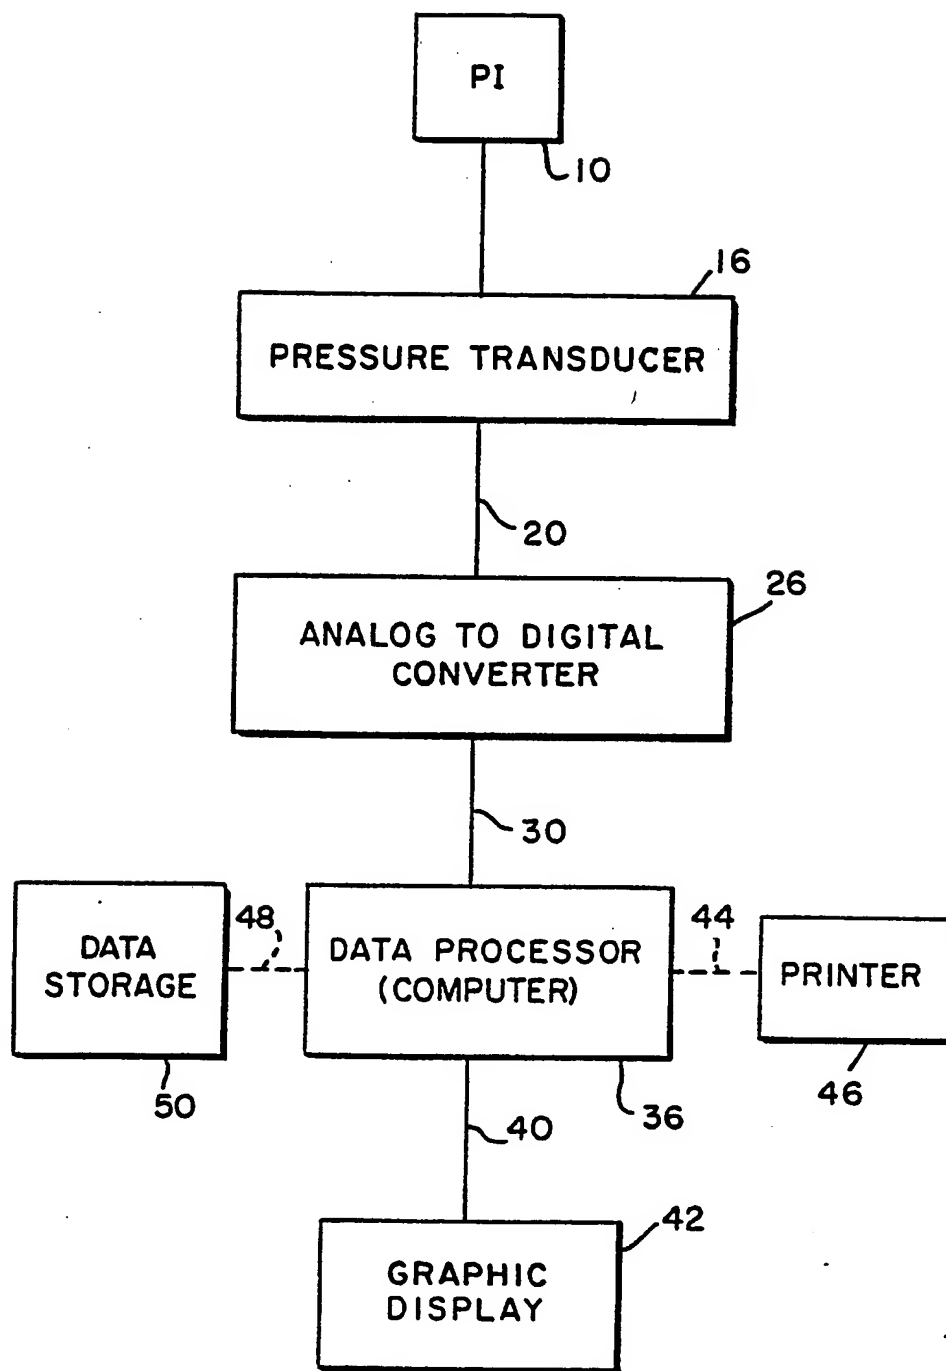 PI
10
16
PRESSURE TRANSDUCER
20
26
ANALOG TO DIGITAL
CONVERTER
30
48
44
DATA
STORAGE
DATA PROCESSOR
(COMPUTER)
PRINTER
50
36
46
40
42
GRAPHIC
DISPLAY